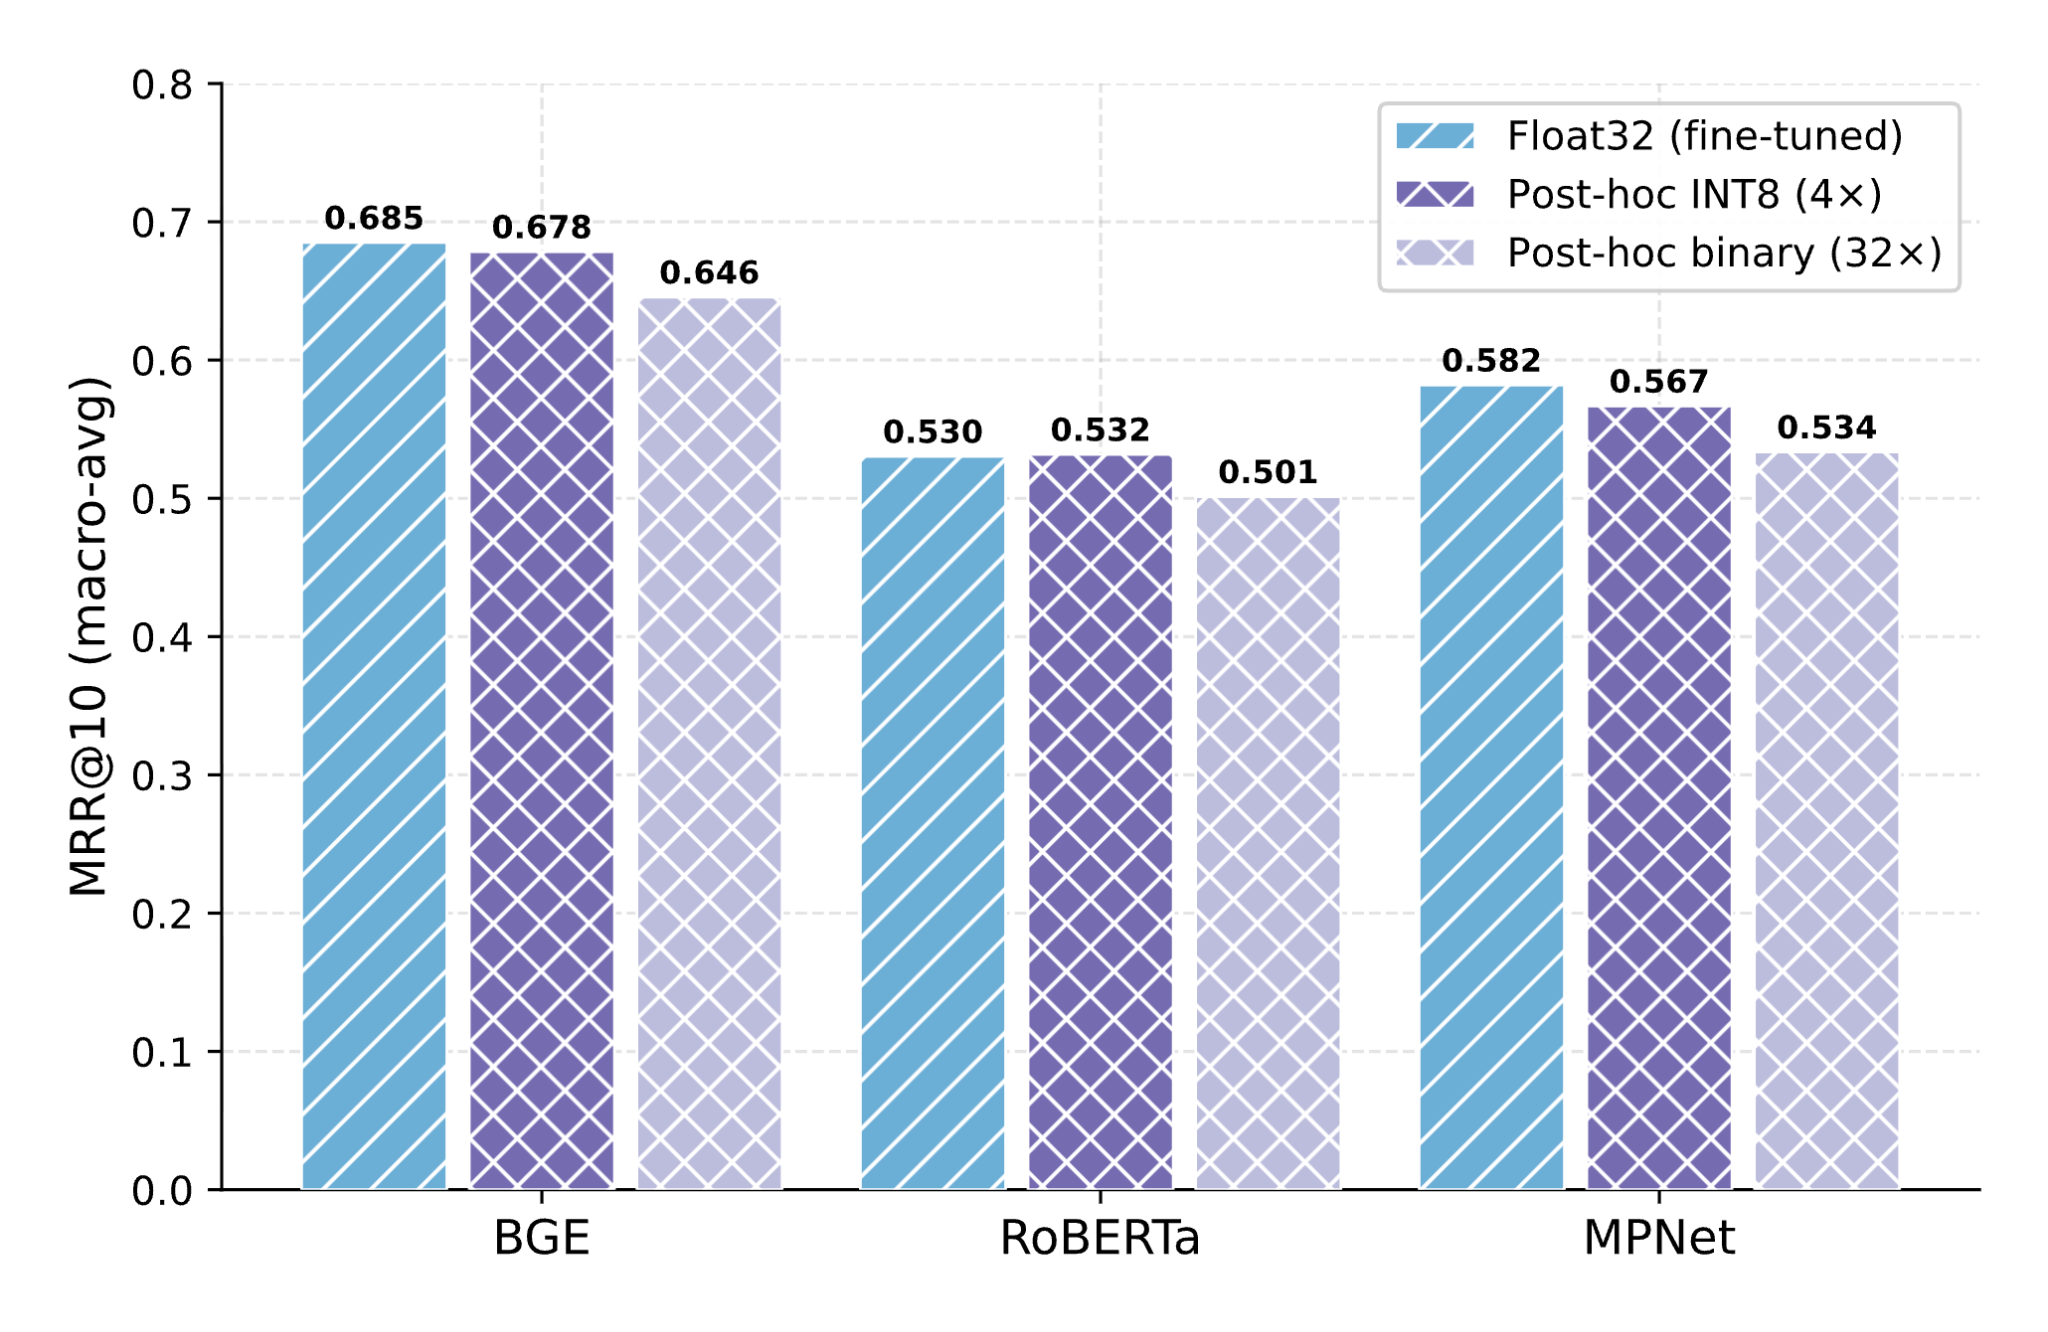 0.8
0.7
0.6
0.5
0.4
0.3
0.2
0.1
0.0
MRR@10 (macro-avg)
Float32 (fine-tuned)
Post-hoc INT8 (4×)
Post-hoc binary (32×)
0.685
0.678
0.646
0.530
0.532
0.501
0.582
0.567
0.534
BGE
RoBERTa
MPNet